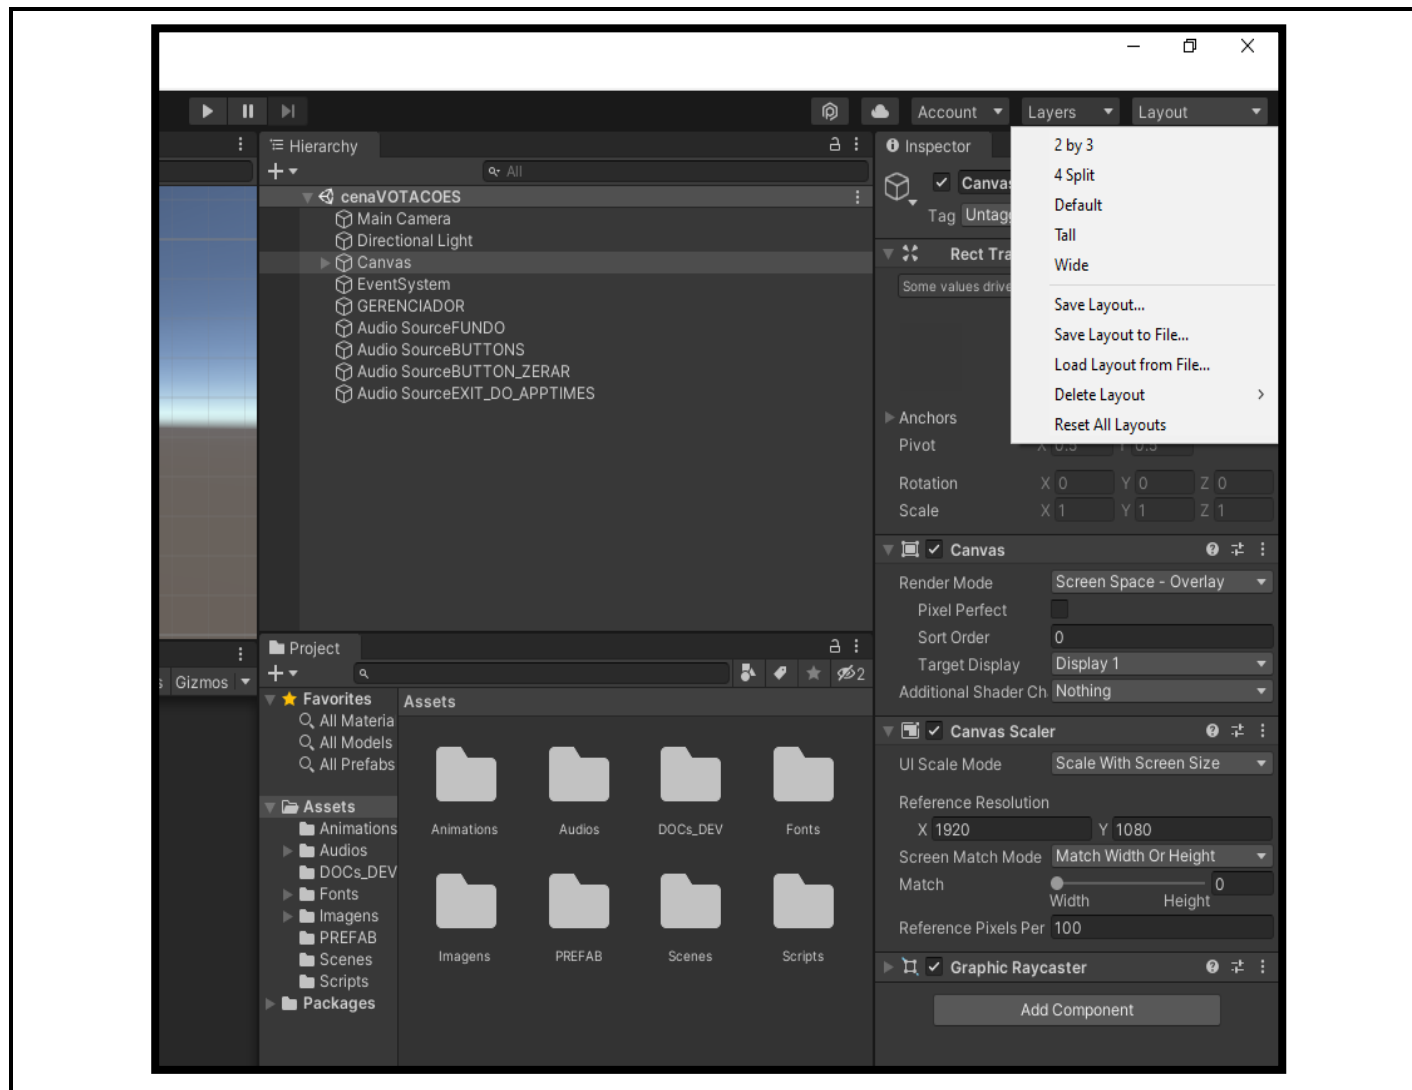 Account
Layers
Layout
Hierarchy
All
cenaVOTACOES
Main Camera
Directional Light
Canvas
EventSystem
GERENCIADOR
Audio SourceFUNDO
Audio SourceBUTTONS
Audio SourceBUTTON_ZERAR
Audio SourceEXIT_DO_APPTIMES
Gizmos
Project
2
Favorites
All Materia
All Models
All Prefabs
Assets
Animations
Audios
DOCs_DEV
Fonts
Imagens
PREFAB
Scenes
Scripts
Packages
Assets
Animations Audios DOCs_DEV Fonts
Imagens PREFAB Scenes Scripts
Inspector
Canvas
Tag Untagg
Rect Tra
Some values drive
2 by 3
4 Split
Default
Tall
Wide
Save Layout...
Save Layout to File...
Load Layout from File...
Delete Layout
Reset All Layouts
Anchors
Pivot X 0.5 Y 0.5
Rotation X 0 Y 0 Z 0
Scale X 1 Y 1 Z 1
Canvas
Render Mode Screen Space - Overlay
Pixel Perfect
Sort Order 0
Target Display Display 1
Additional Shader Ch Nothing
Canvas Scaler
UI Scale Mode Scale With Screen Size
Reference Resolution
X 1920 Y 1080
Screen Match Mode Match Width Or Height
Match 0
Width Height
Reference Pixels Per 100
Graphic Raycaster
Add Component